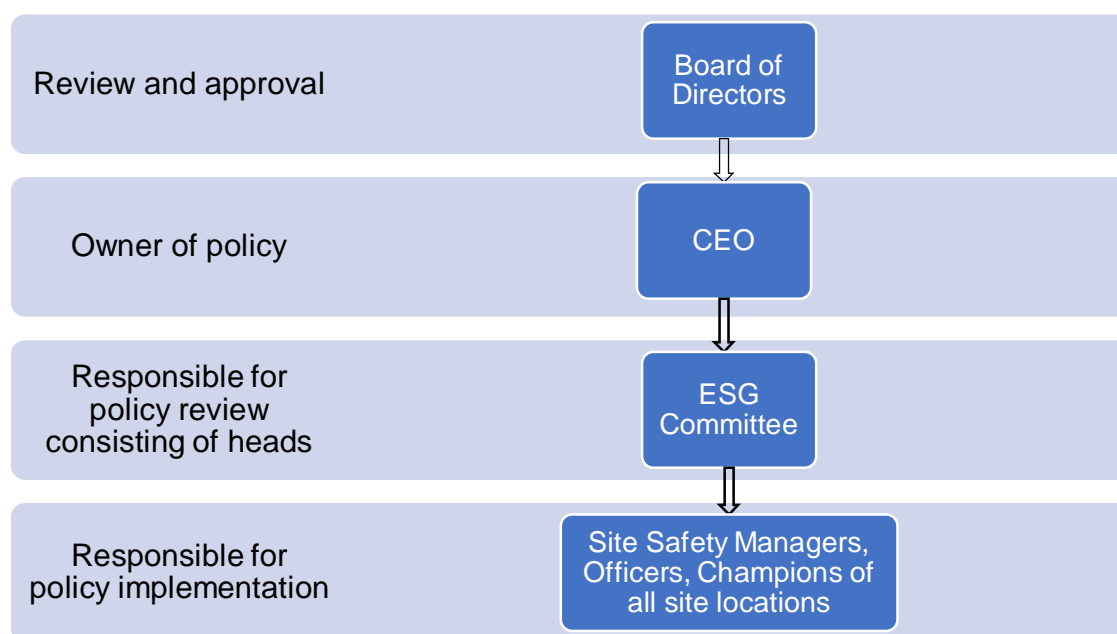 Review and approval
Board of
Directors
Owner of policy
CEO
Responsible for
policy review
consisting of heads
ESG
Committee
Responsible for
policy implementation
Site Safety Managers,
Officers, Champions of
all site locations